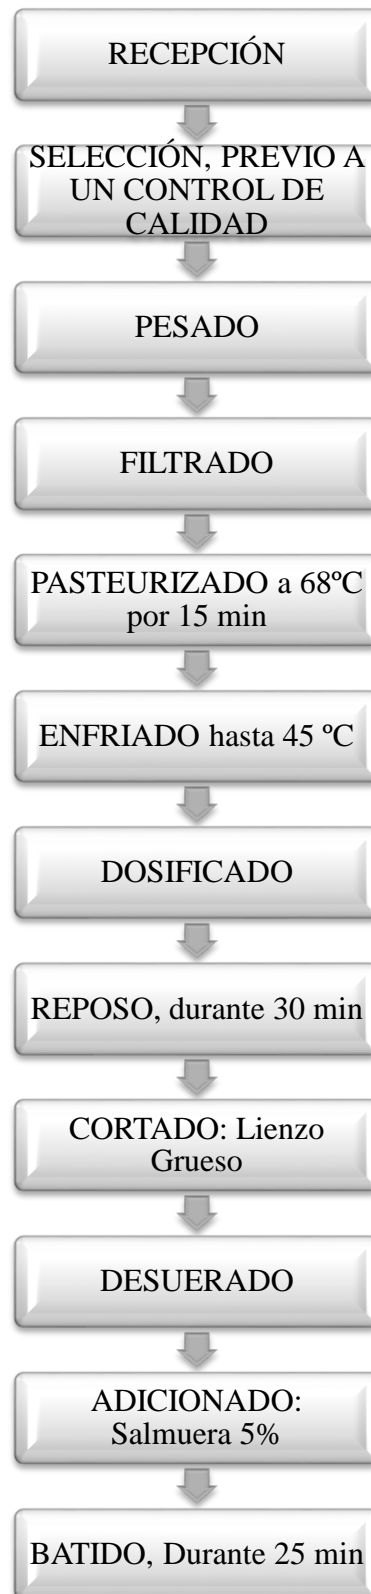 RECEPCIÓN
SELECCIÓN, PREVIO A
UN CONTROL DE
CALIDAD
PESADO
FILTRADO
PASTEURIZADO a 68ºC
por 15 min
ENFRIADO hasta 45 ºC
DOSIFICADO
REPOSO, durante 30 min
CORTADO: Lienzo
Grueso
DESUERADO
ADICIONADO:
Salmuera 5%
BATIDO, Durante 25 min